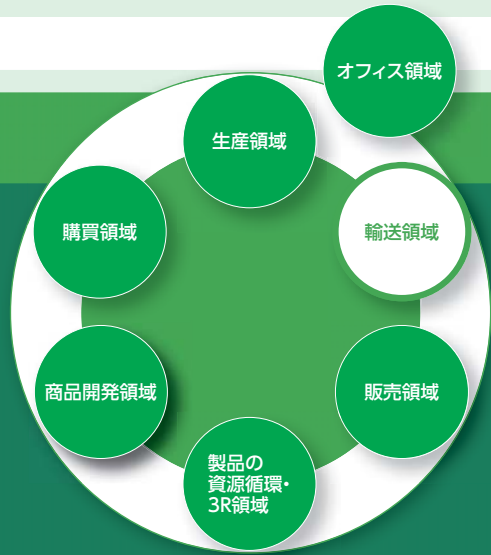 オフィス領域
生産領域
購買領域
輸送領域
商品開発領域
販売領域
製品の
資源循環・
3R領域